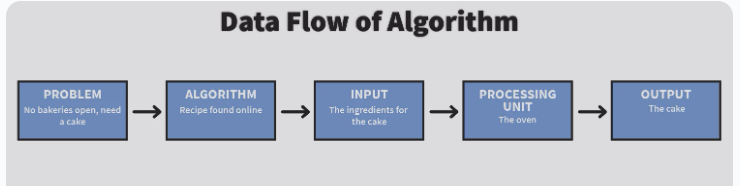 Data Flow of Algorithm
PROBLEM
No bakeries open, need
a cake
ALGORITHM
Recipe found online
INPUT
The ingredients for
the cake
PROCESSING
UNIT
The oven
OUTPUT
The cake